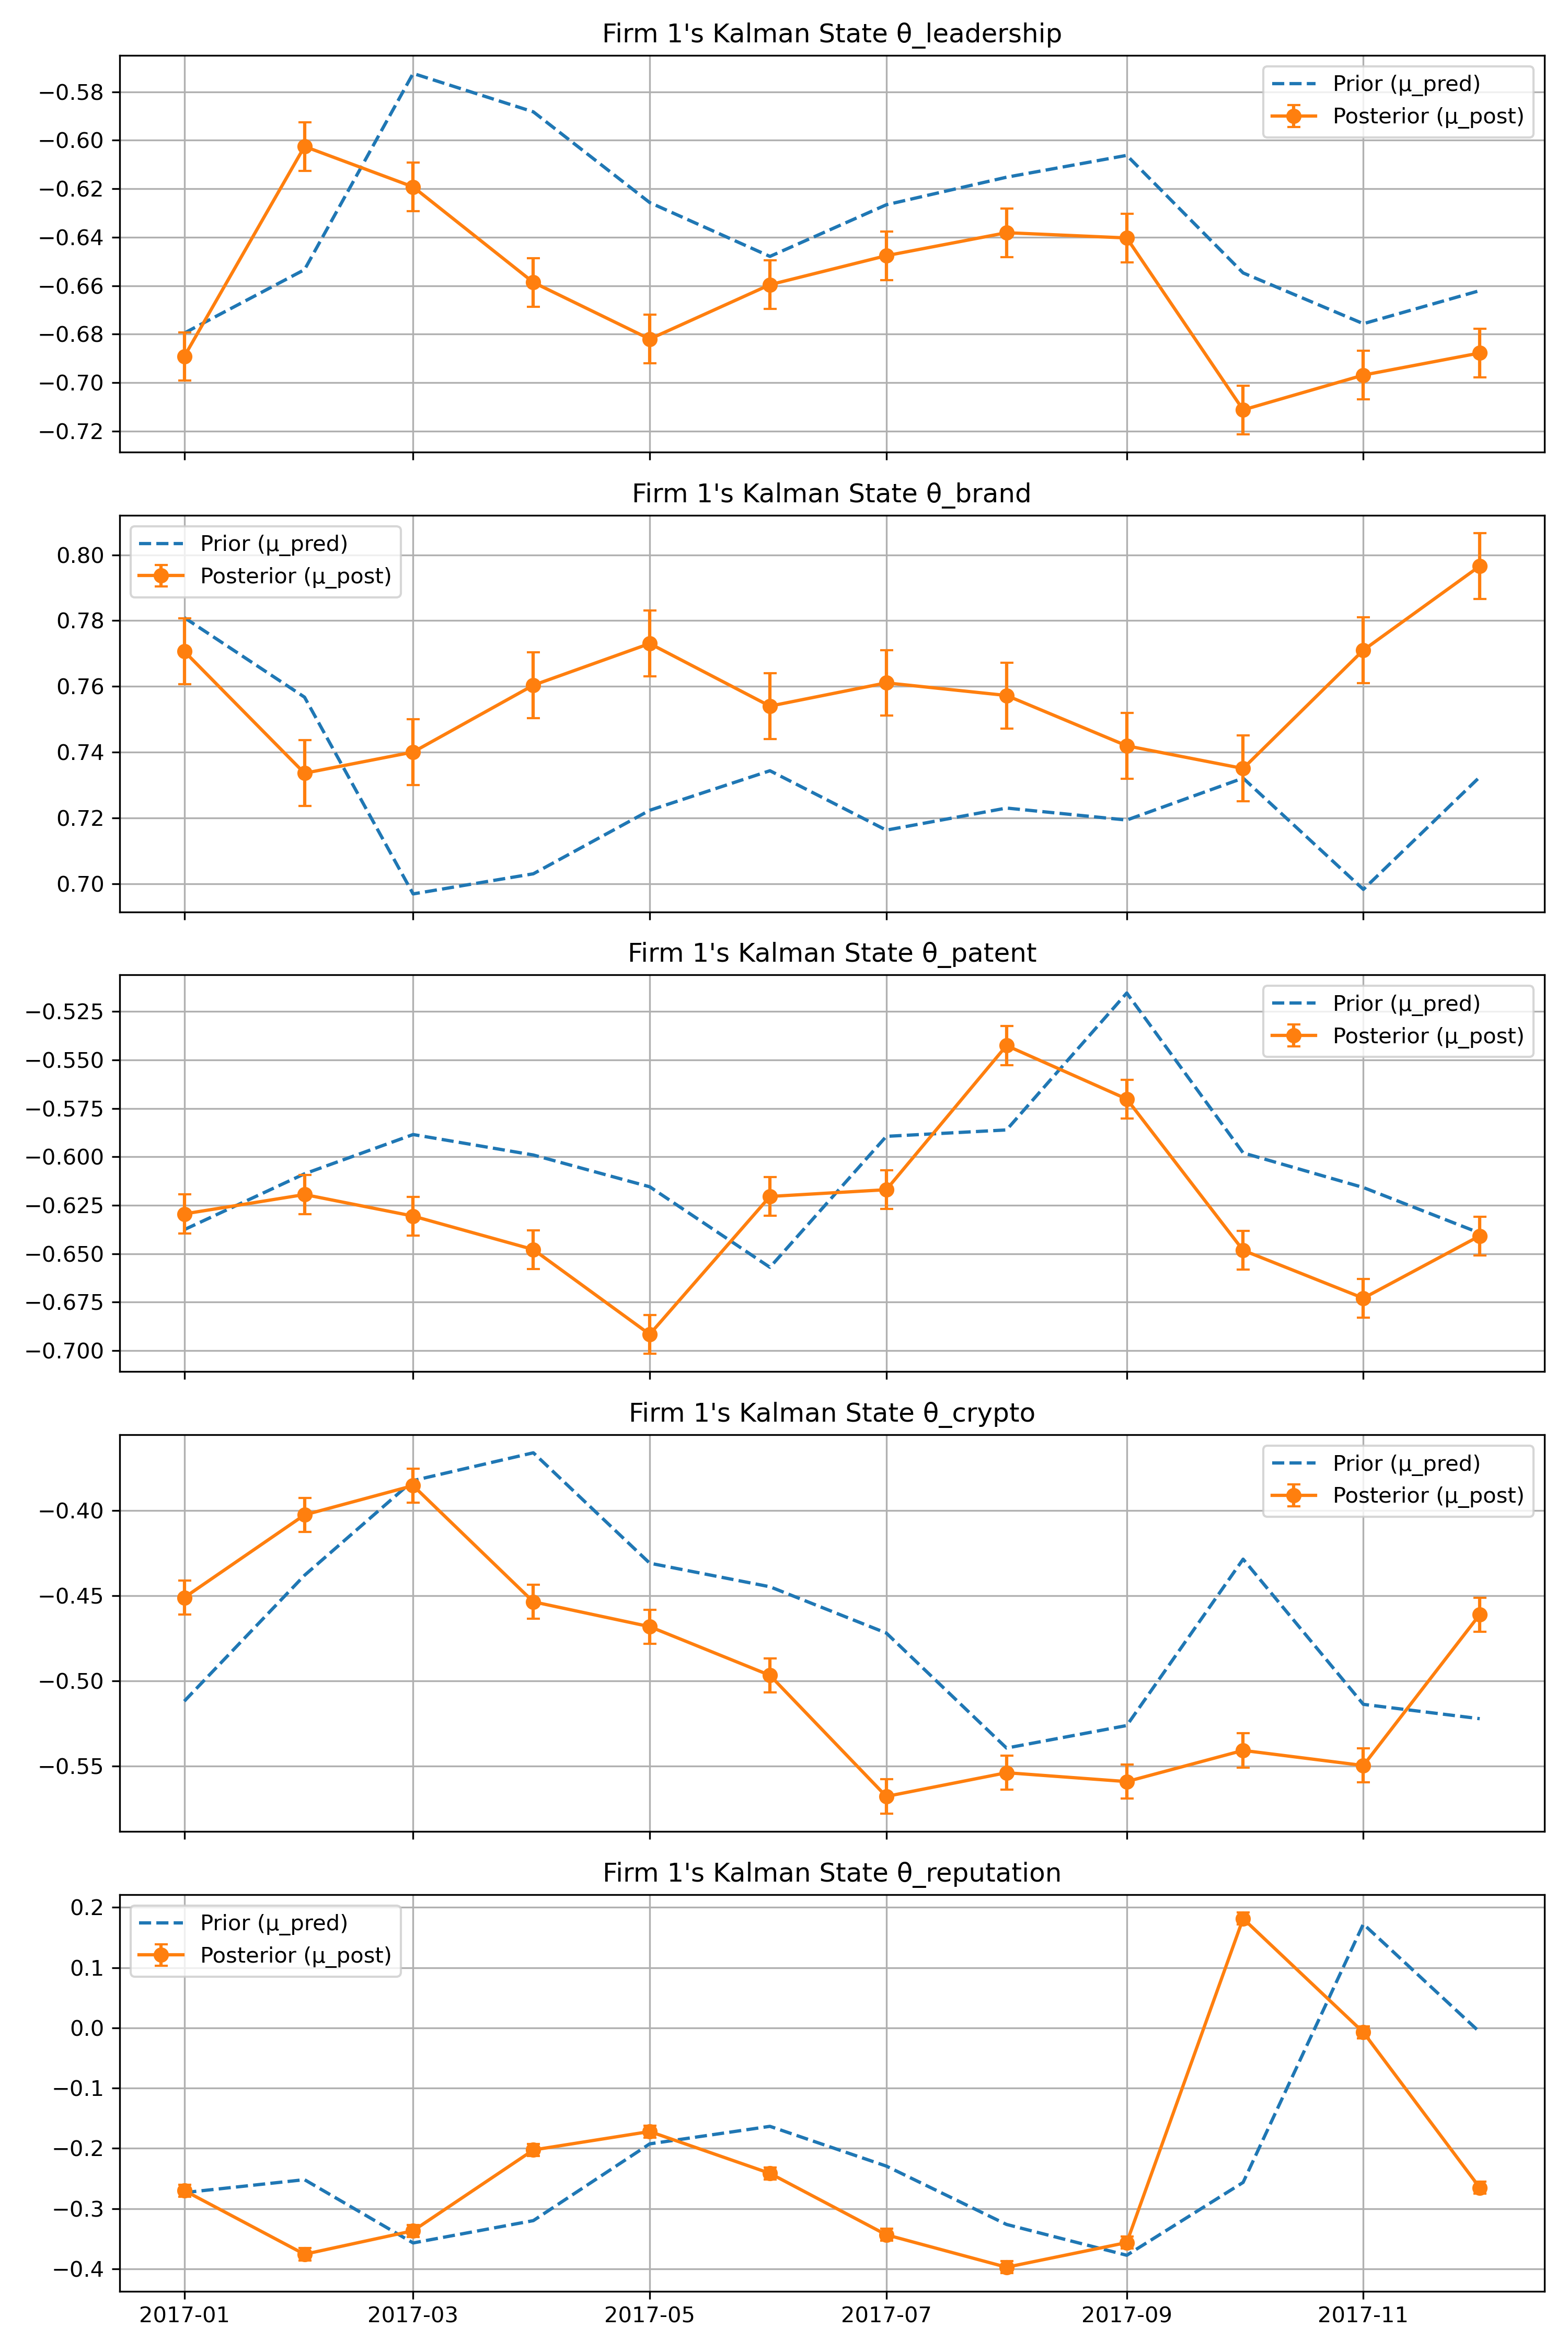 Firm 1's Kalman State θ_leadership
Prior (μ_pred)
Posterior (μ_post)
−0.58
−0.60
−0.62
−0.64
−0.66
−0.68
−0.70
−0.72
Firm 1's Kalman State θ_brand
Prior (μ_pred)
Posterior (μ_post)
0.80
0.78
0.76
0.74
0.72
0.70
Firm 1's Kalman State θ_patent
Prior (μ_pred)
Posterior (μ_post)
−0.525
−0.550
−0.575
−0.600
−0.625
−0.650
−0.675
−0.700
Firm 1's Kalman State θ_crypto
Prior (μ_pred)
Posterior (μ_post)
−0.40
−0.45
−0.50
−0.55
Firm 1's Kalman State θ_reputation
Prior (μ_pred)
Posterior (μ_post)
0.2
0.1
0.0
−0.1
−0.2
−0.3
−0.4
2017-01 2017-03 2017-05 2017-07 2017-09 2017-11